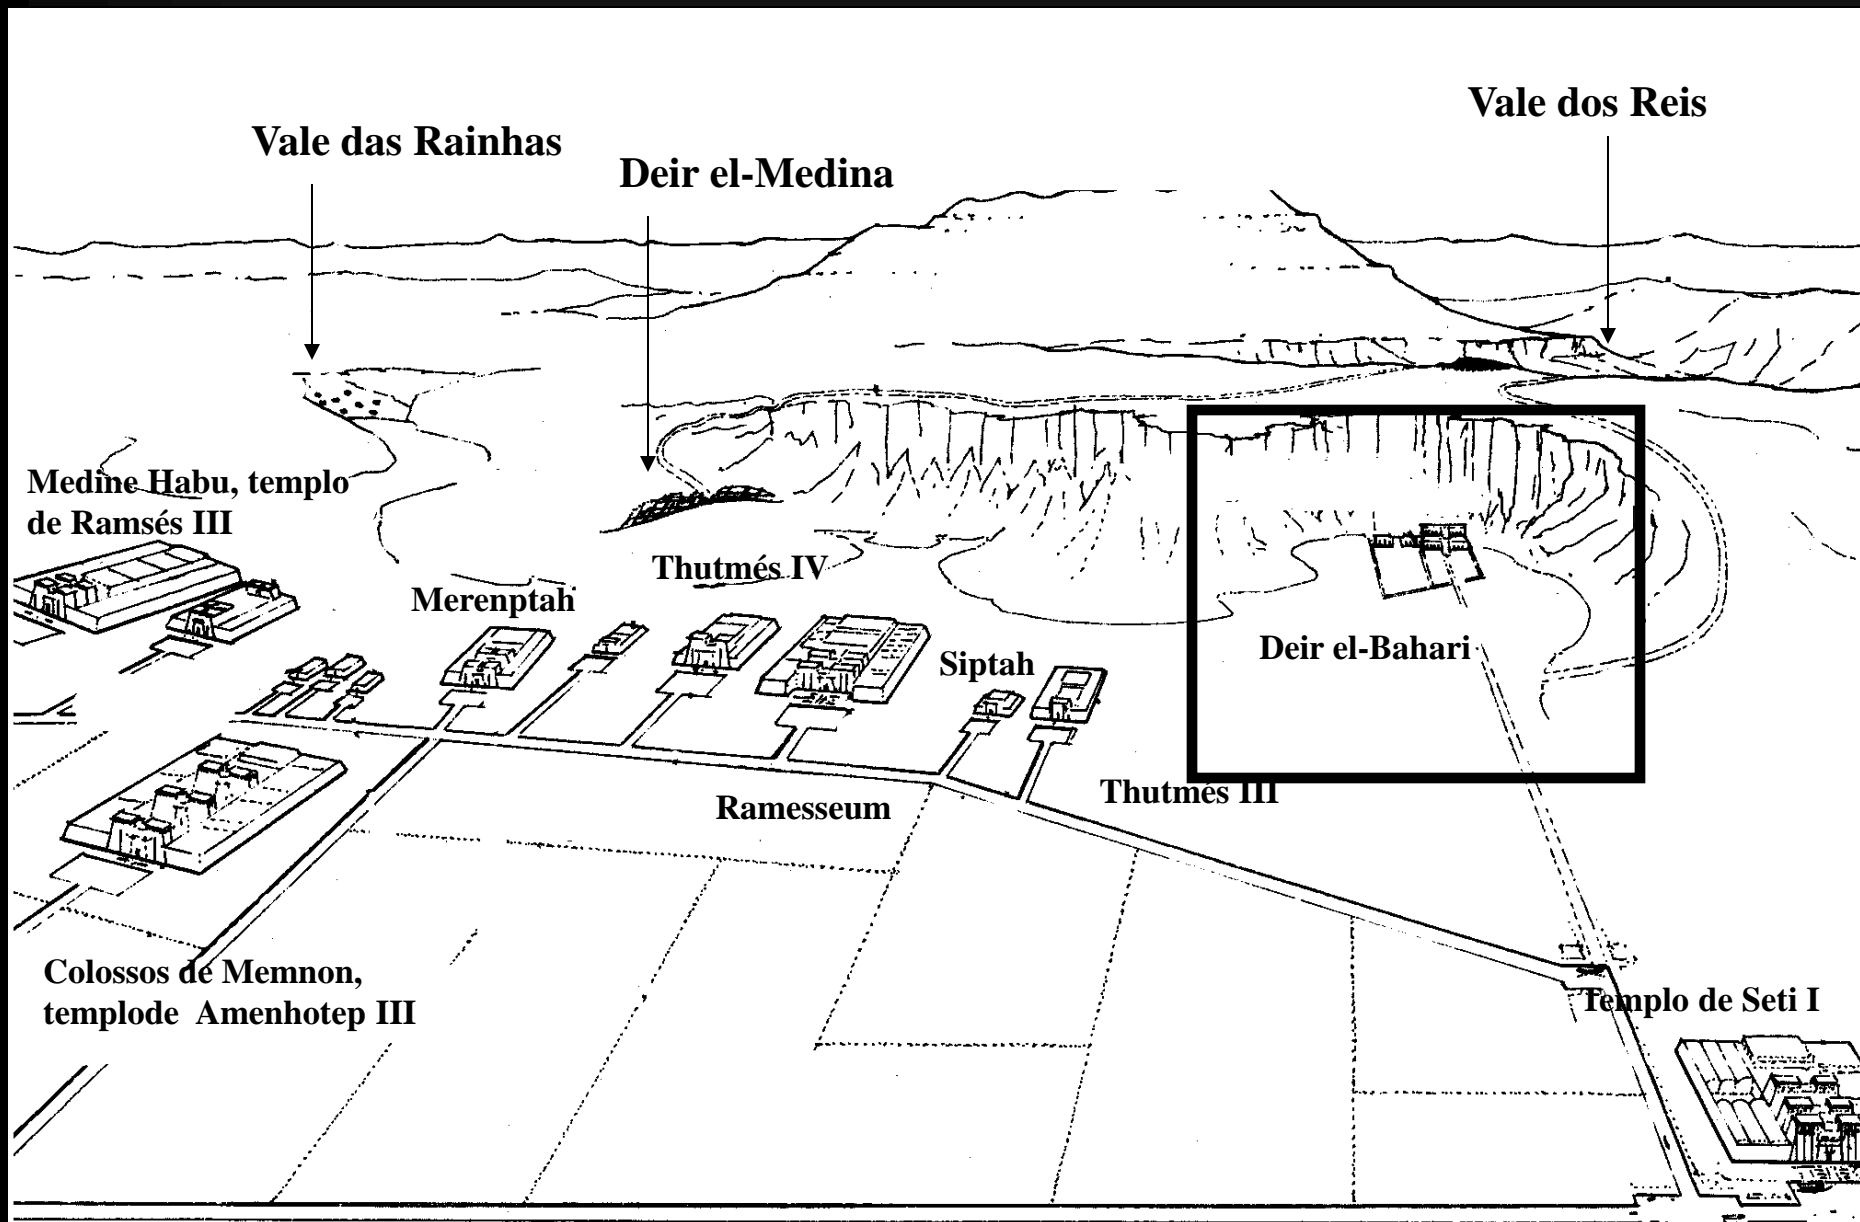 Vale dos Reis
Vale das Rainhas
Deir el-Medina
Medine Habu, templo
de Ramsés III
Thutmés IV
Merenptah
Siptah
Deir el-Bahari
Thutmés III
Ramesseum
Colossos de Memnon,
templode Amenhotep III
Templo de Seti I